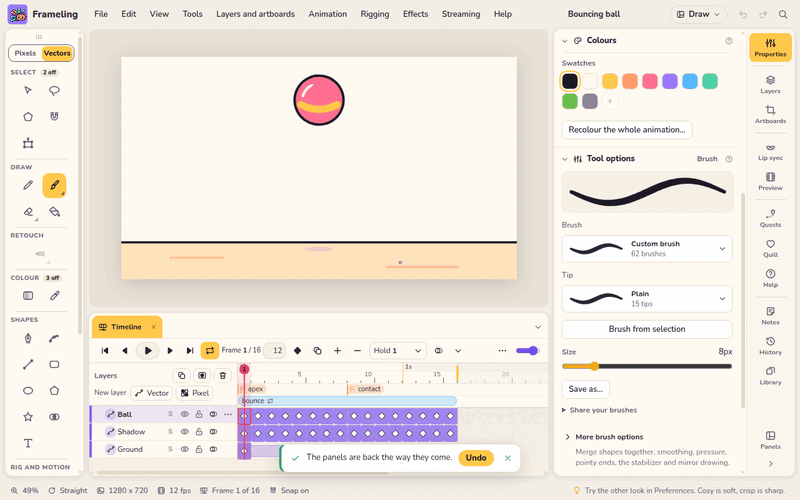 Frameling File Edit View Tools Layers and artboards Animation Rigging Effects Streaming Help Bouncing ball Draw
Pixels Vectors
SELECT 2 off
DRAW
RETOUCH
COLOUR 3 off
SHAPES
RIG AND MOTION
Timeline
Frame 1 / 16 12 Hold 1
Layers
New layer Vector Pixel
1 5 10 1s 15 20
apex contact
bounce
Ball S
Shadow S
Ground S
The panels are back the way they come. Undo
Colours
Swatches
Recolour the whole animation...
Tool options Brush
Brush
Custom brush
62 brushes
Tip
Plain
15 tips
Brush from selection
Size 8px
Save as...
Share your brushes
More brush options
Merge shapes together, smoothing, pressure,
pointy ends, the stabilizer and mirror drawing.
Properties
Layers
Artboards
Lip sync
Preview
Quests
Quill
Help
Notes
History
Library
Panels
49% Straight 1280 x 720 12 fps Frame 1 of 16 Snap on Try the other look in Preferences. Cosy is soft, crisp is sharp.